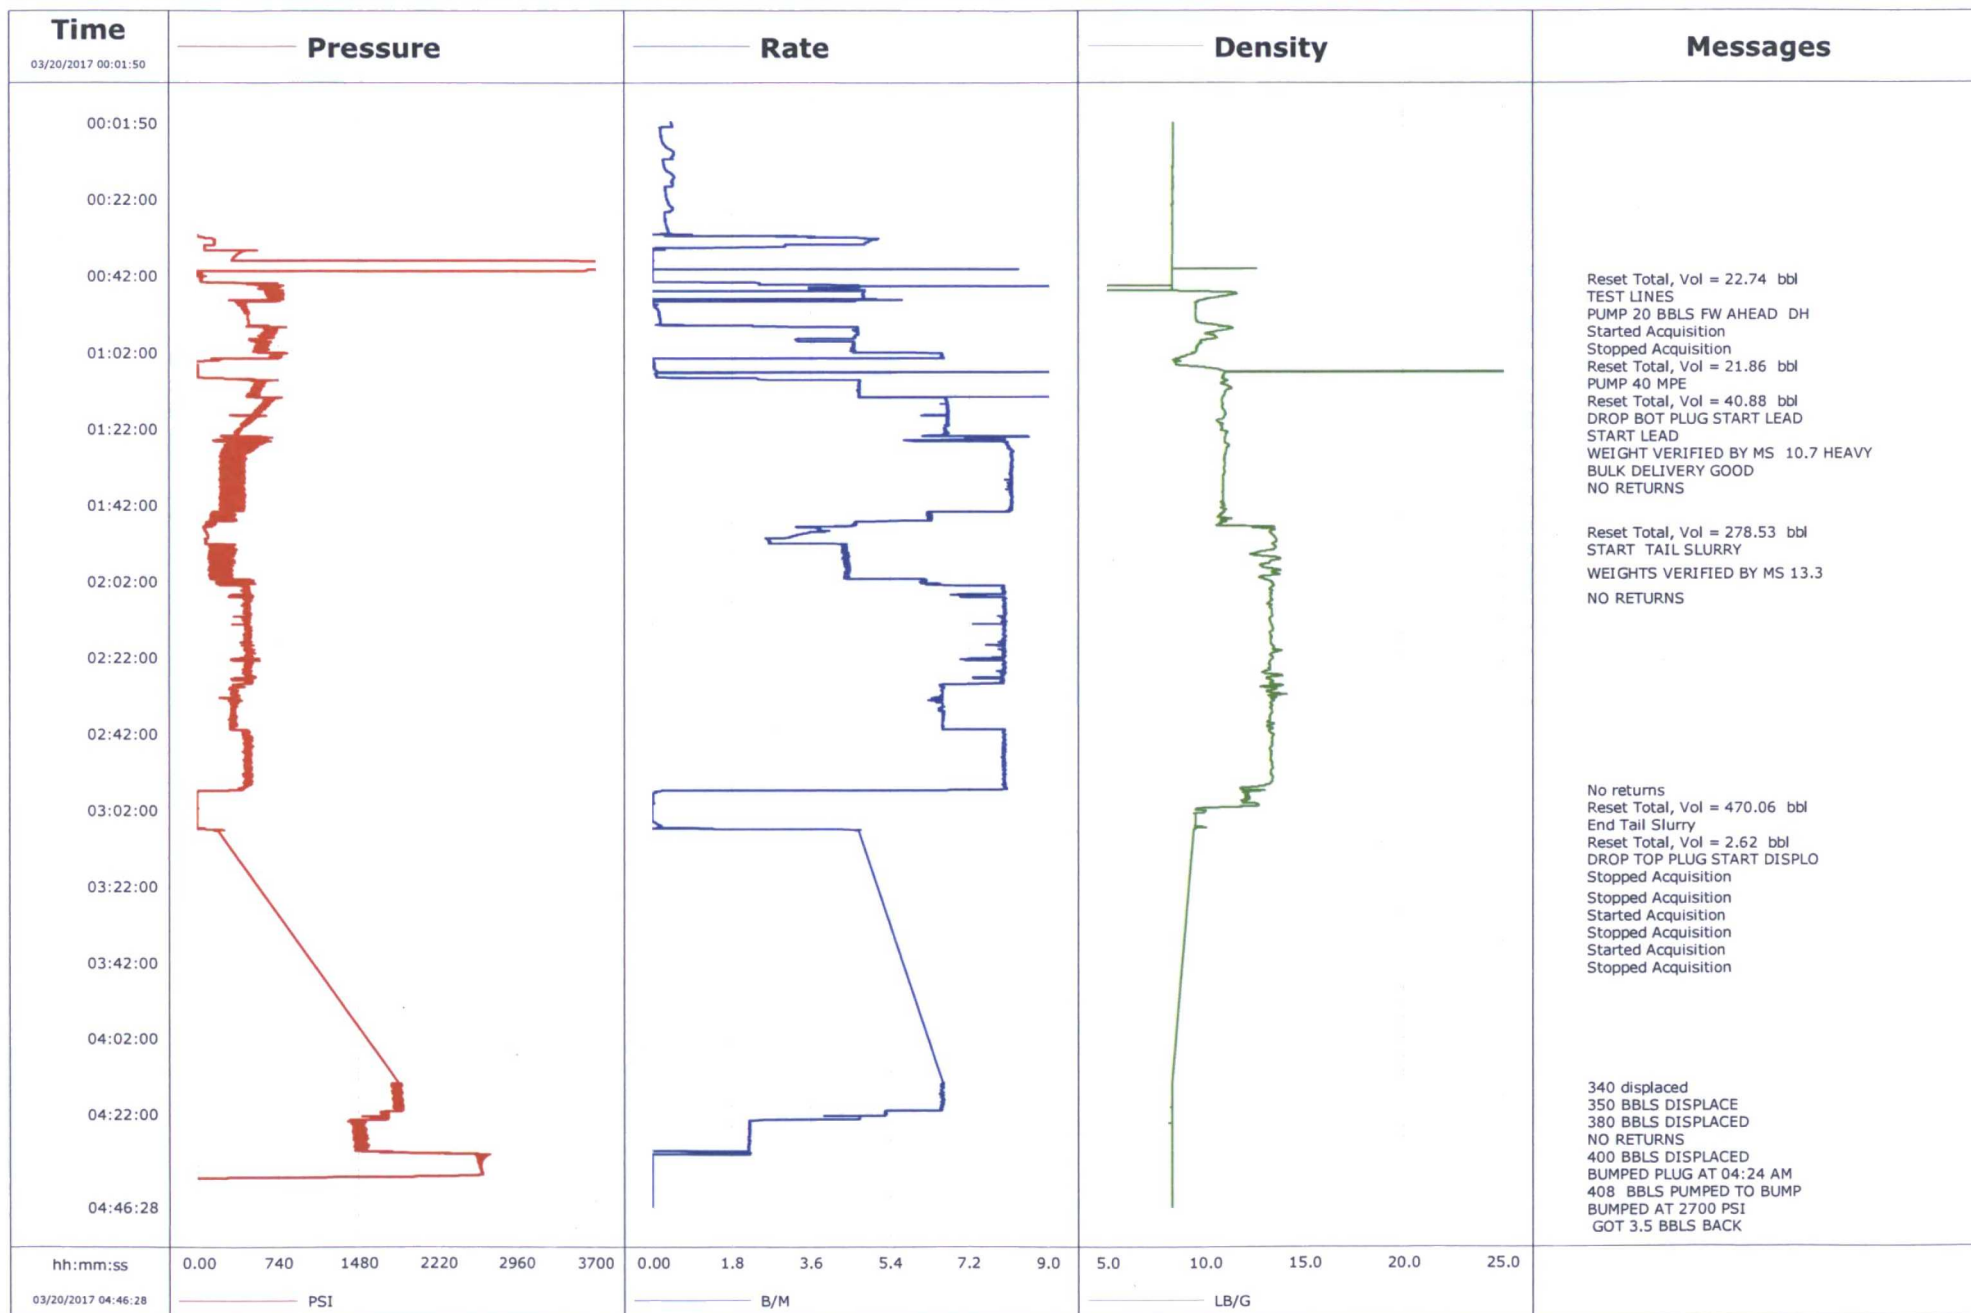 Time
03/20/2017 00:01:50
Pressure
Rate
Density
Messages
00:01:50
00:22:00
00:42:00
01:02:00
01:22:00
01:42:00
02:02:00
02:22:00
02:42:00
03:02:00
03:22:00
03:42:00
04:02:00
04:22:00
04:46:28
Reset Total, Vol = 22.74 bbl
TEST LINES
PUMP 20 BBLS FW AHEAD DH
Started Acquisition
Stopped Acquisition
Reset Total, Vol = 21.86 bbl
PUMP 40 MPE
Reset Total, Vol = 40.88 bbl
DROP BOT PLUG START LEAD
START LEAD
WEIGHT VERIFIED BY MS 10.7 HEAVY
BULK DELIVERY GOOD
NO RETURNS
Reset Total, Vol = 278.53 bbl
START TAIL SLURRY
WEIGHTS VERIFIED BY MS 13.3
NO RETURNS
No returns
Reset Total, Vol = 470.06 bbl
End Tail Slurry
Reset Total, Vol = 2.62 bbl
DROP TOP PLUG START DISPLO
Stopped Acquisition
Stopped Acquisition
Started Acquisition
Stopped Acquisition
Started Acquisition
Stopped Acquisition
340 displaced
350 BBLS DISPLACE
380 BBLS DISPLACED
NO RETURNS
400 BBLS DISPLACED
BUMPED PLUG AT 04:24 AM
408 BBLS PUMPED TO BUMP
BUMPED AT 2700 PSI
GOT 3.5 BBLS BACK
hh:mm:ss
0.00 740 1480 2220 2960 3700
0.00 1.8 3.6 5.4 7.2 9.0
5.0 10.0 15.0 20.0 25.0
03/20/2017 04:46:28
PSI
B/M
LB/G